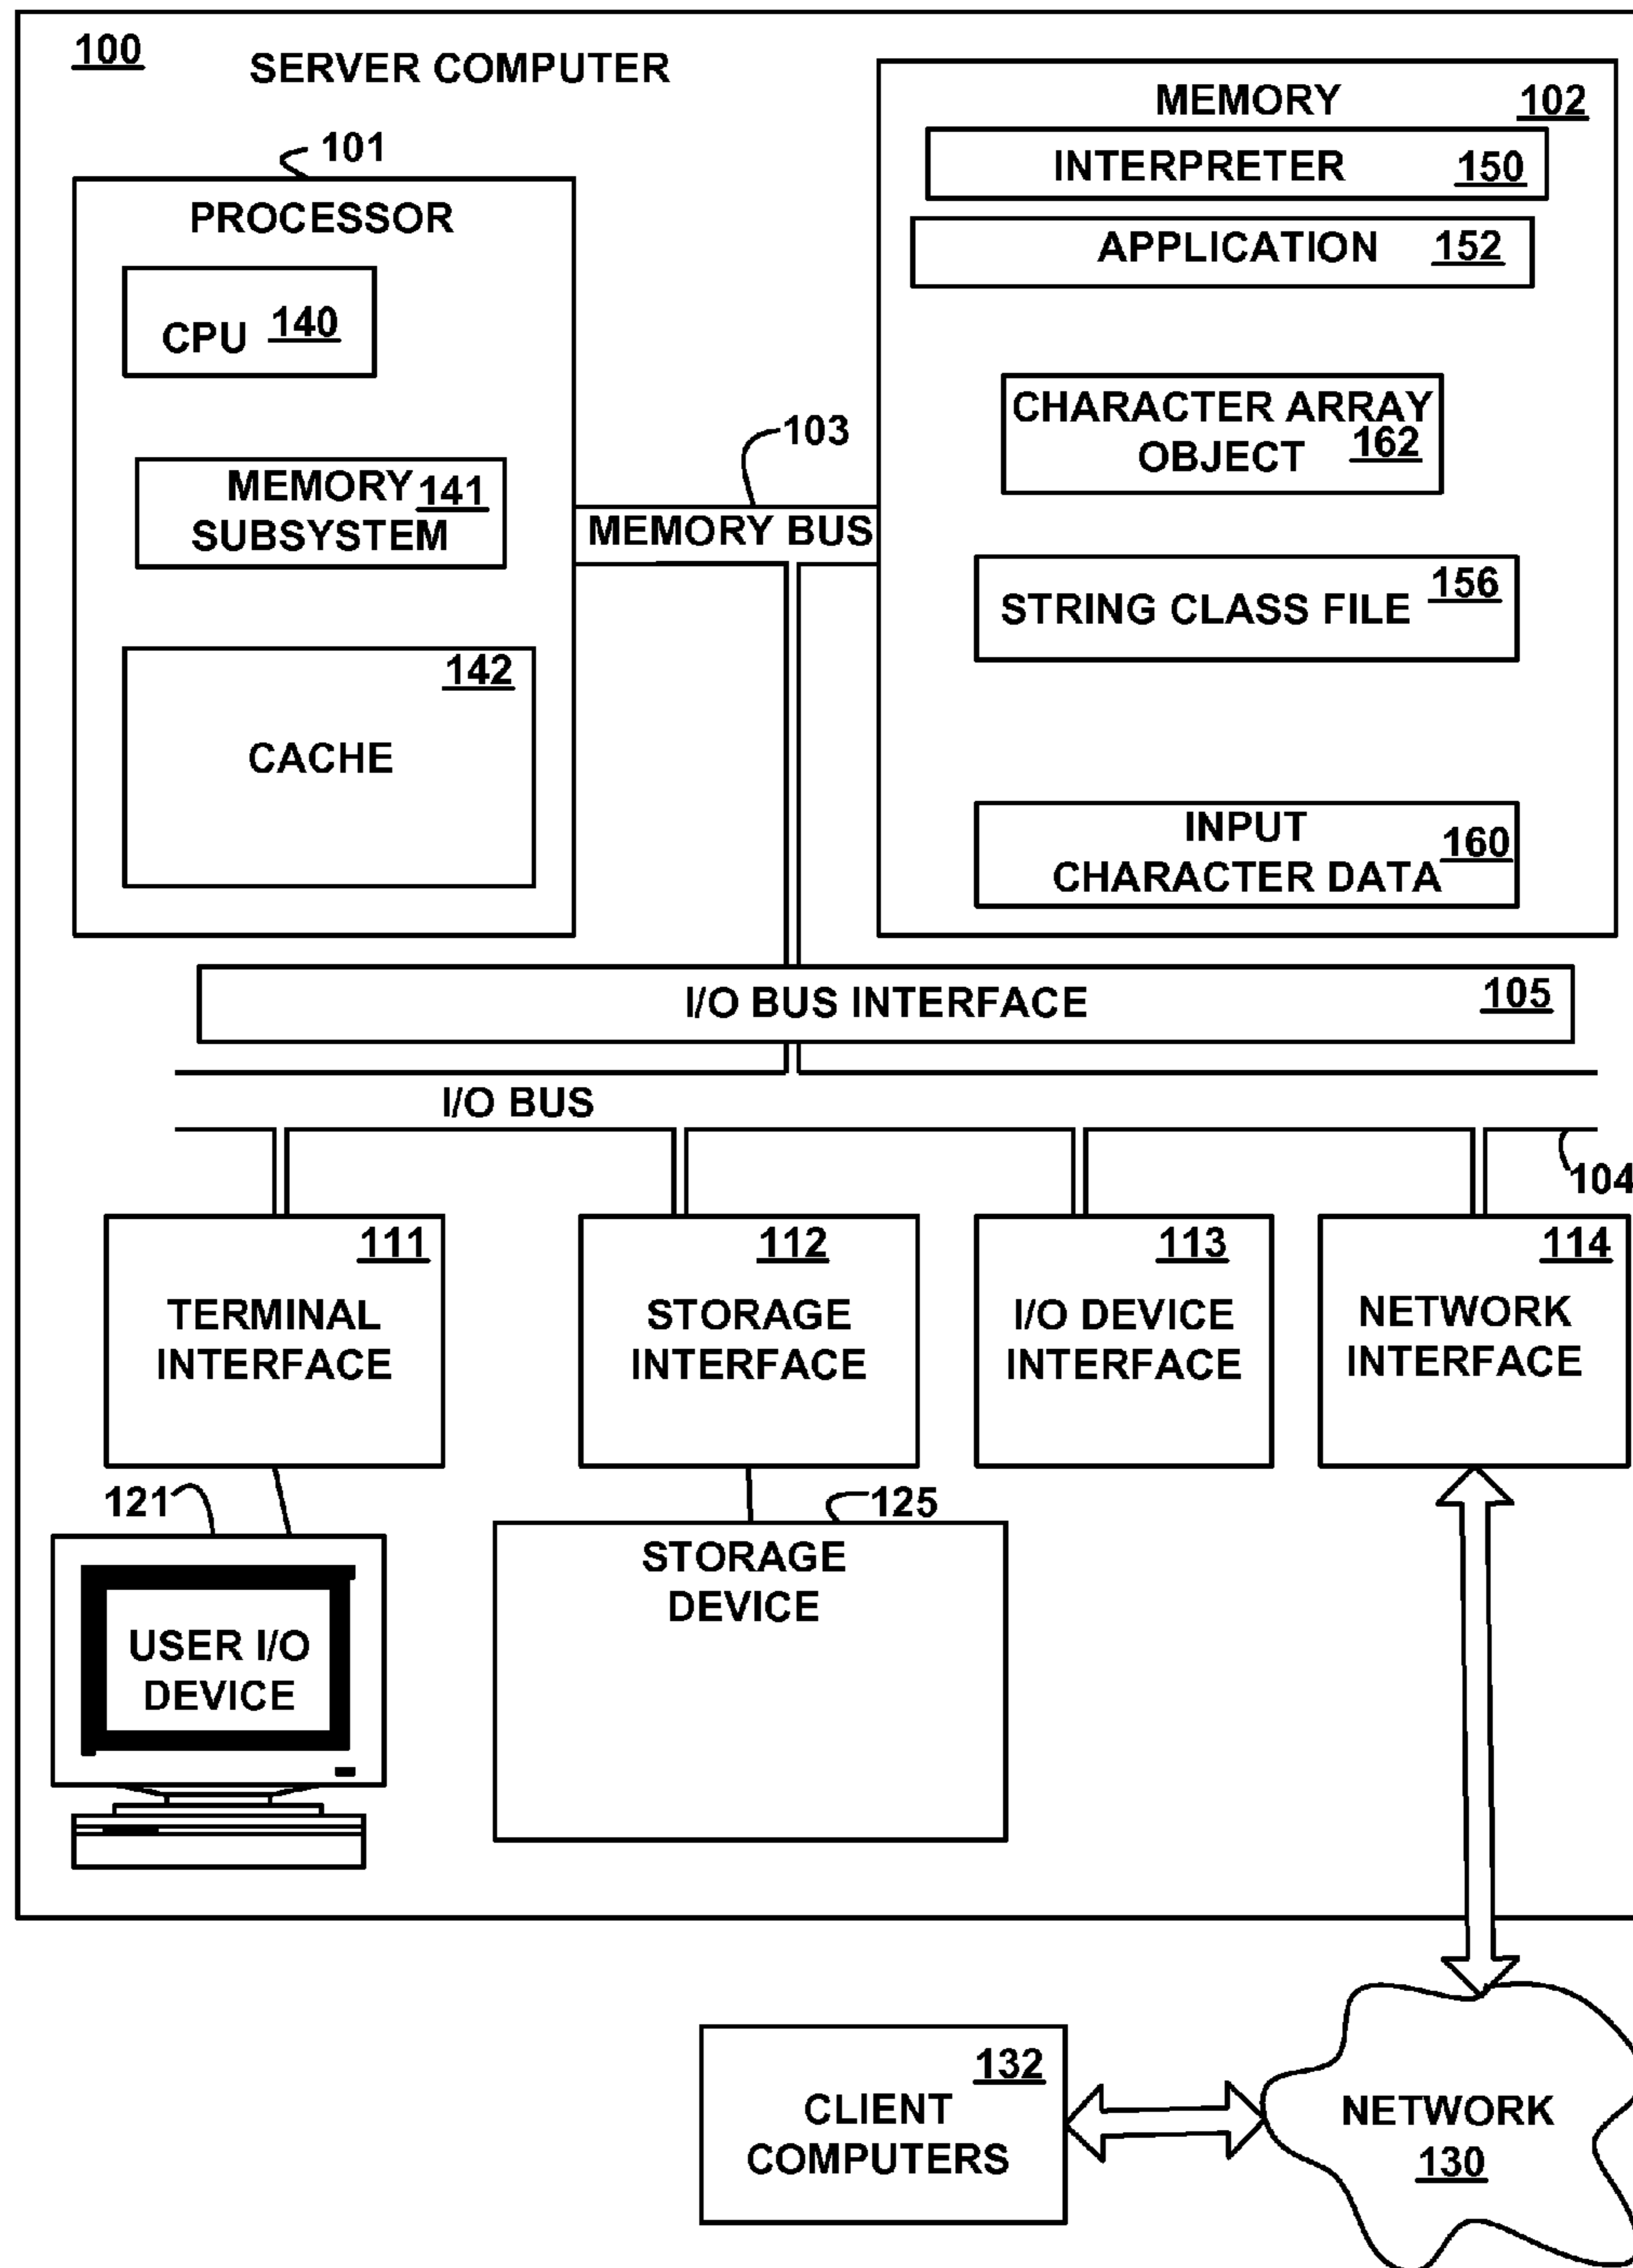 100
SERVER COMPUTER
101
PROCESSOR
CPU 140
MEMORY 141
SUBSYSTEM
142
CACHE
103
MEMORY BUS
MEMORY 102
INTERPRETER 150
APPLICATION 152
CHARACTER ARRAY
OBJECT 162
STRING CLASS FILE 156
INPUT
CHARACTER DATA 160
I/O BUS INTERFACE 105
I/O BUS
104
111
TERMINAL
INTERFACE
112
STORAGE
INTERFACE
113
I/O DEVICE
INTERFACE
114
NETWORK
INTERFACE
121
USER I/O
DEVICE
125
STORAGE
DEVICE
132
CLIENT
COMPUTERS
NETWORK
130